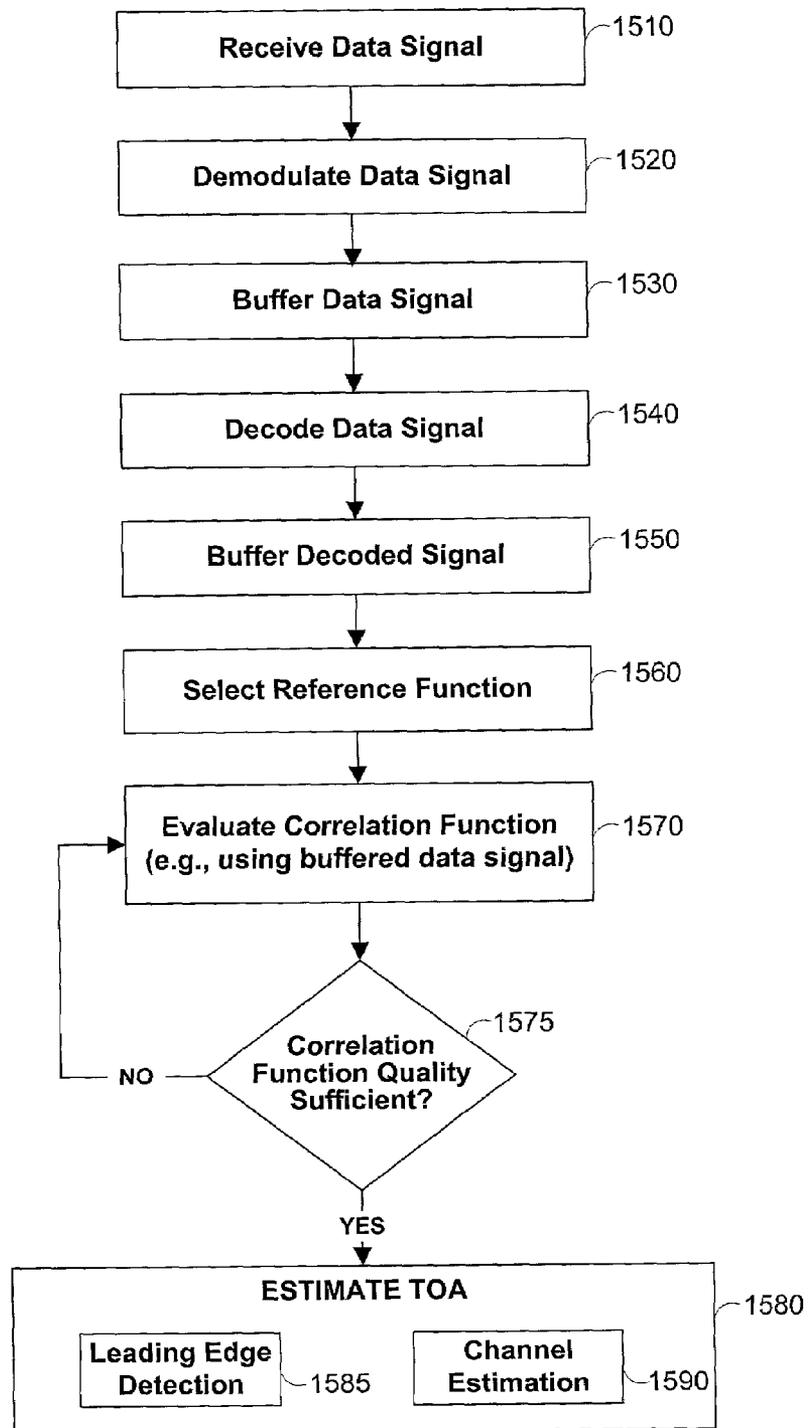 Receive Data Signal
1510
Demodulate Data Signal
1520
Buffer Data Signal
1530
Decode Data Signal
1540
Buffer Decoded Signal
1550
Select Reference Function
1560
Evaluate Correlation Function
(e.g., using buffered data signal)
1570
Correlation
Function Quality
Sufficient?
1575
NO
YES
ESTIMATE TOA
1580
Leading Edge
Detection
1585
Channel
Estimation
1590